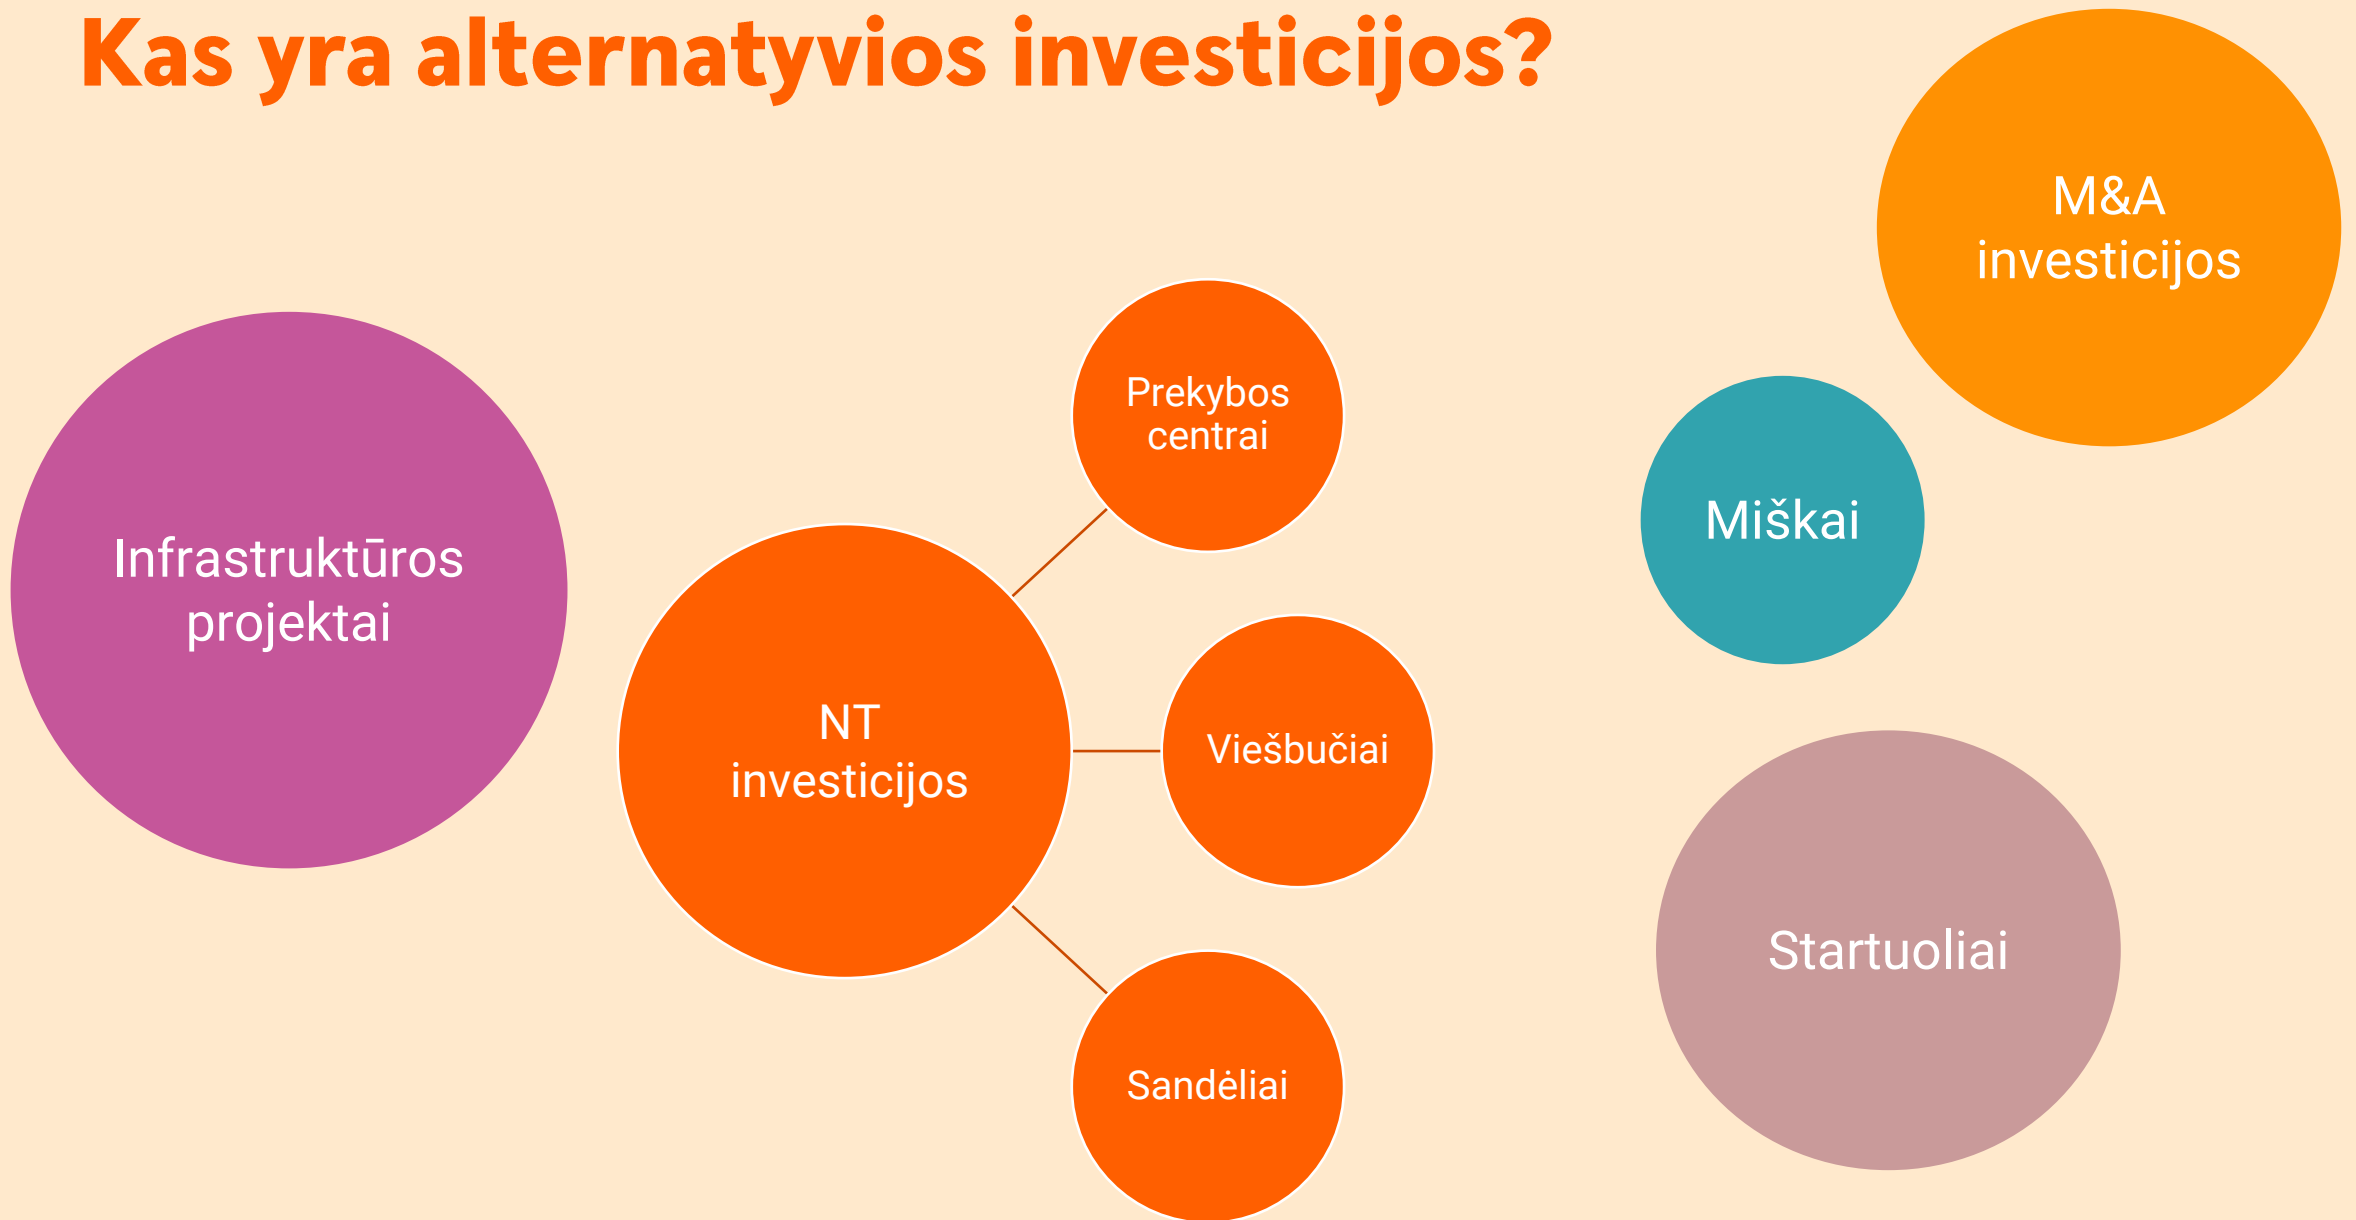 Kas yra alternatyvios investicijos?
Infrastruktūros
projektai
NT
investicijos
Prekybos
centrai
Viešbučiai
Sandėliai
M&A
investicijos
Miškai
Startuoliai